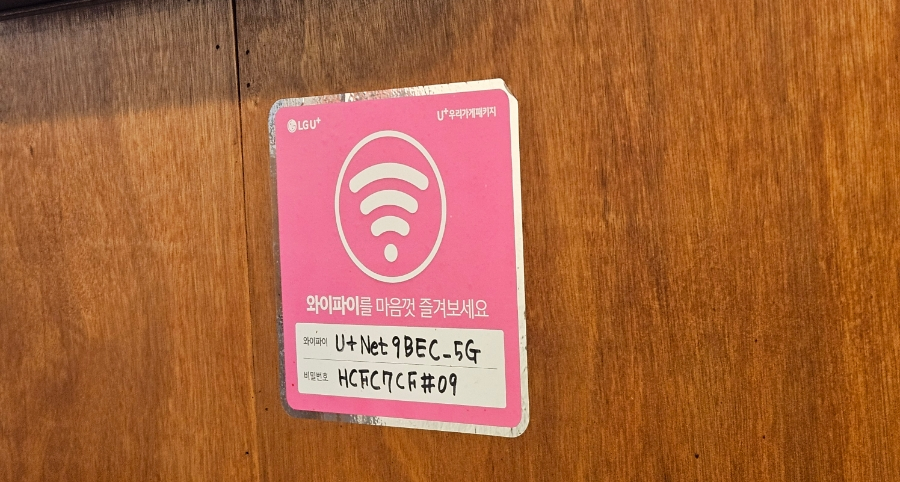 LG U+ U+우리가게패키지
와이파이를 마음껏 즐겨보세요
와이파이 U+Net9BEC_5G
비밀번호 HCFC7CF#09